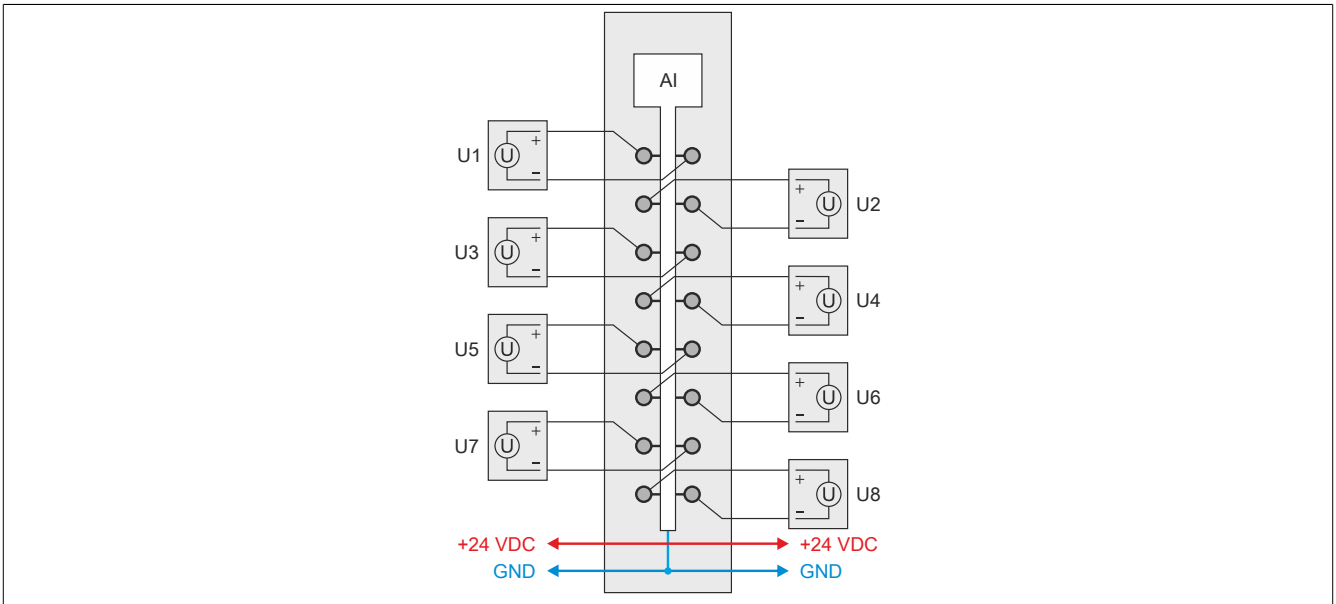 AI
U1 U + −
+ − U U2
U3 U + −
+ − U U4
U5 U + −
+ − U U6
U7 U + −
+ − U U8
+24 VDC +24 VDC
GND GND